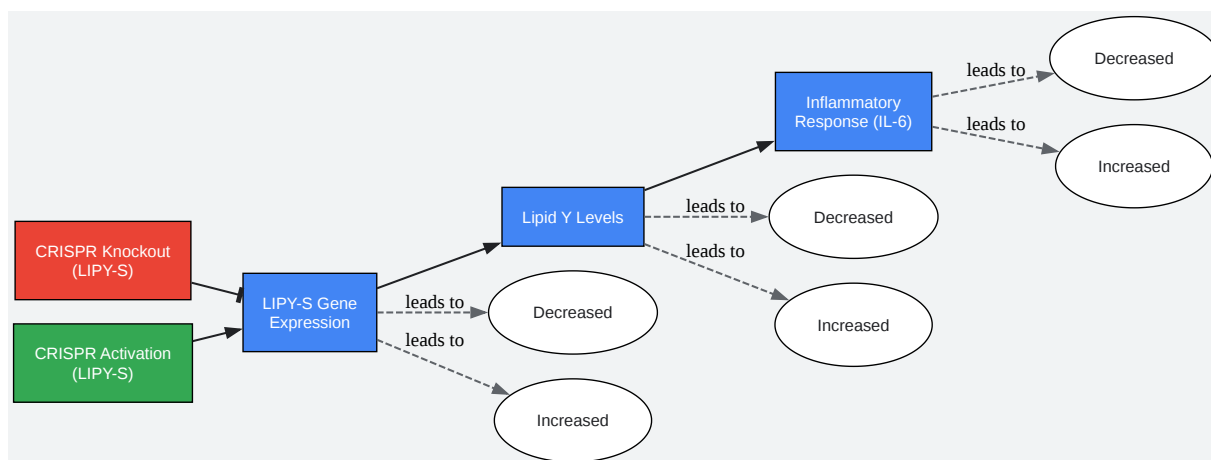 CRISPR Knockout
(LIPY-S)
CRISPR Activation
(LIPY-S)
LIPY-S Gene
Expression
leads to
Decreased
leads to
Increased
Lipid Y Levels
leads to
Decreased
leads to
Increased
Inflammatory
Response (IL-6)
leads to
Decreased
leads to
Increased